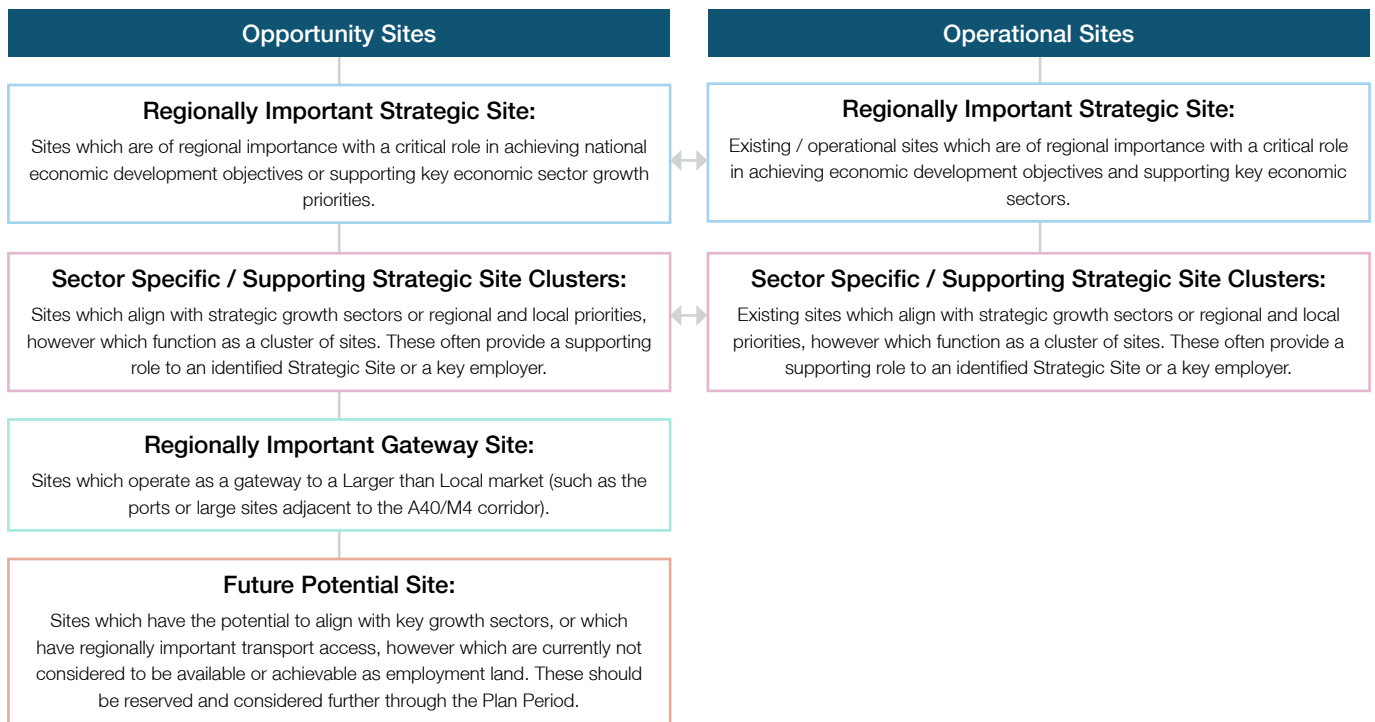 Opportunity Sites
Regionally Important Strategic Site:
Sites which are of regional importance with a critical role in achieving national
economic development objectives or supporting key economic sector growth
priorities.
Sector Specific / Supporting Strategic Site Clusters:
Sites which align with strategic growth sectors or regional and local priorities,
however which function as a cluster of sites. These often provide a supporting
role to an identified Strategic Site or a key employer.
Regionally Important Gateway Site:
Sites which operate as a gateway to a Larger than Local market (such as the
ports or large sites adjacent to the A40/M4 corridor).
Future Potential Site:
Sites which have the potential to align with key growth sectors, or which
have regionally important transport access, however which are currently not
considered to be available or achievable as employment land. These should
be reserved and considered further through the Plan Period.
Operational Sites
Regionally Important Strategic Site:
Existing / operational sites which are of regional importance with a critical role
in achieving economic development objectives and supporting key economic
sectors.
Sector Specific / Supporting Strategic Site Clusters:
Existing sites which align with strategic growth sectors or regional and local
priorities, however which function as a cluster of sites. These often provide a
supporting role to an identified Strategic Site or a key employer.